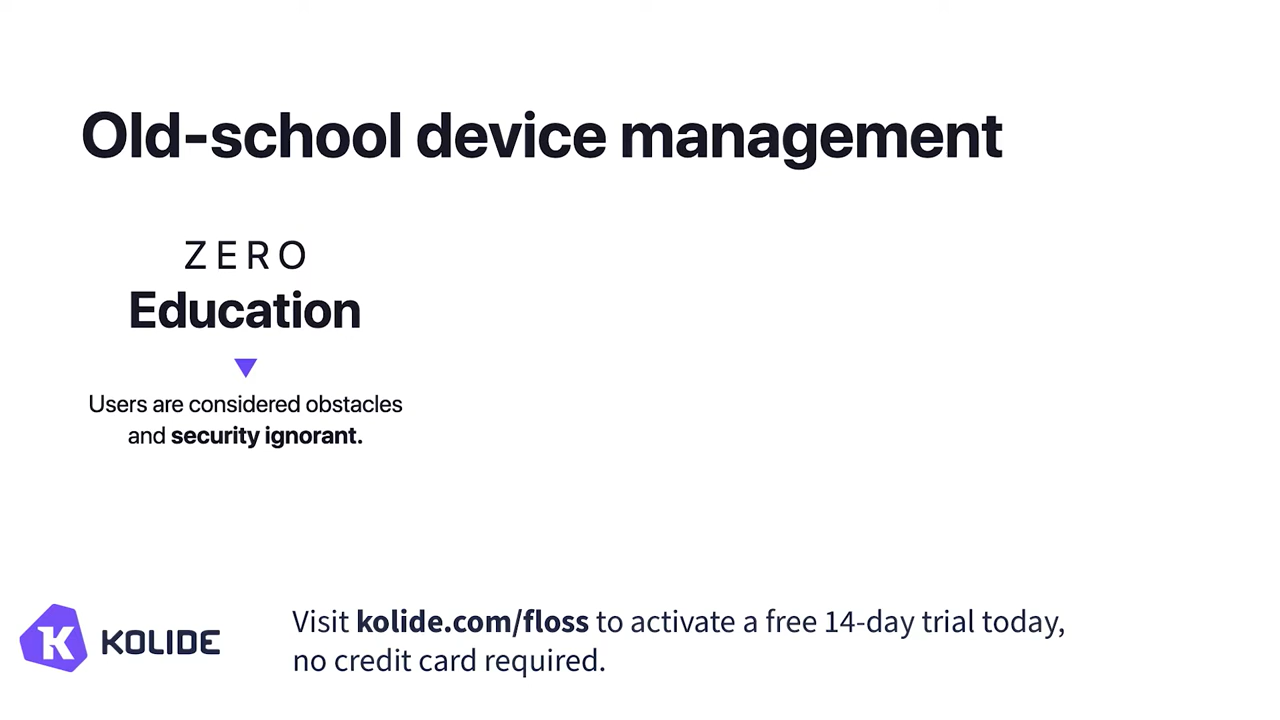 Old-school device management
ZERO
Education
Users are considered obstacles
and security ignorant.
KOLIDE
Visit kolide.com/floss to activate a free 14-day trial today,
no credit card required.